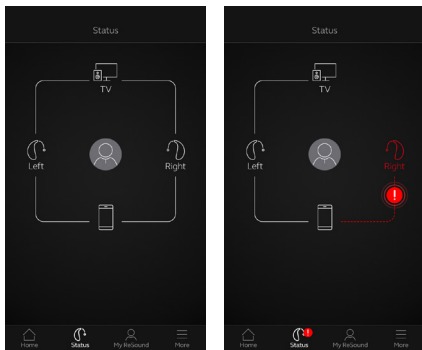 Status
TV
Left
Right
Home
Status
My ReSound
More
Status
TV
Left
Right
!
Home
Status
!
My ReSound
More